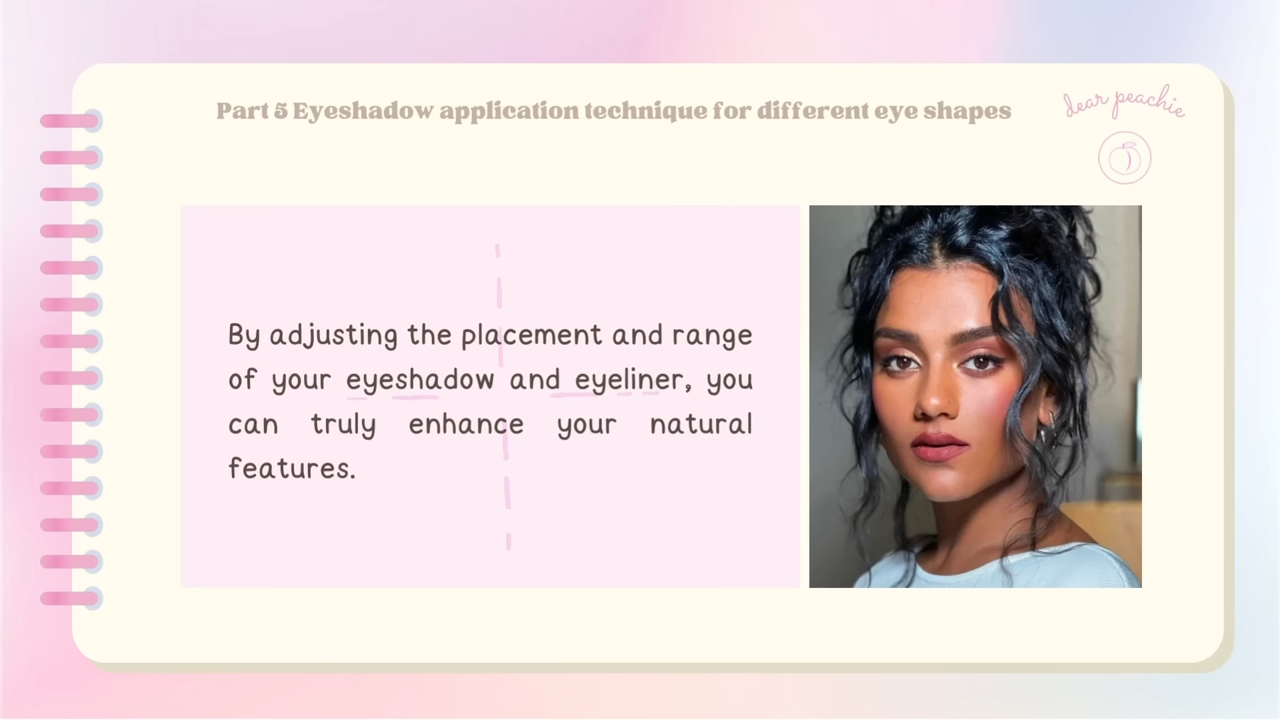 Part 5 Eyeshadow application technique for different eye shapes
dear peachie
By adjusting the placement and range
of your eyeshadow and eyeliner, you
can truly enhance your natural
features.